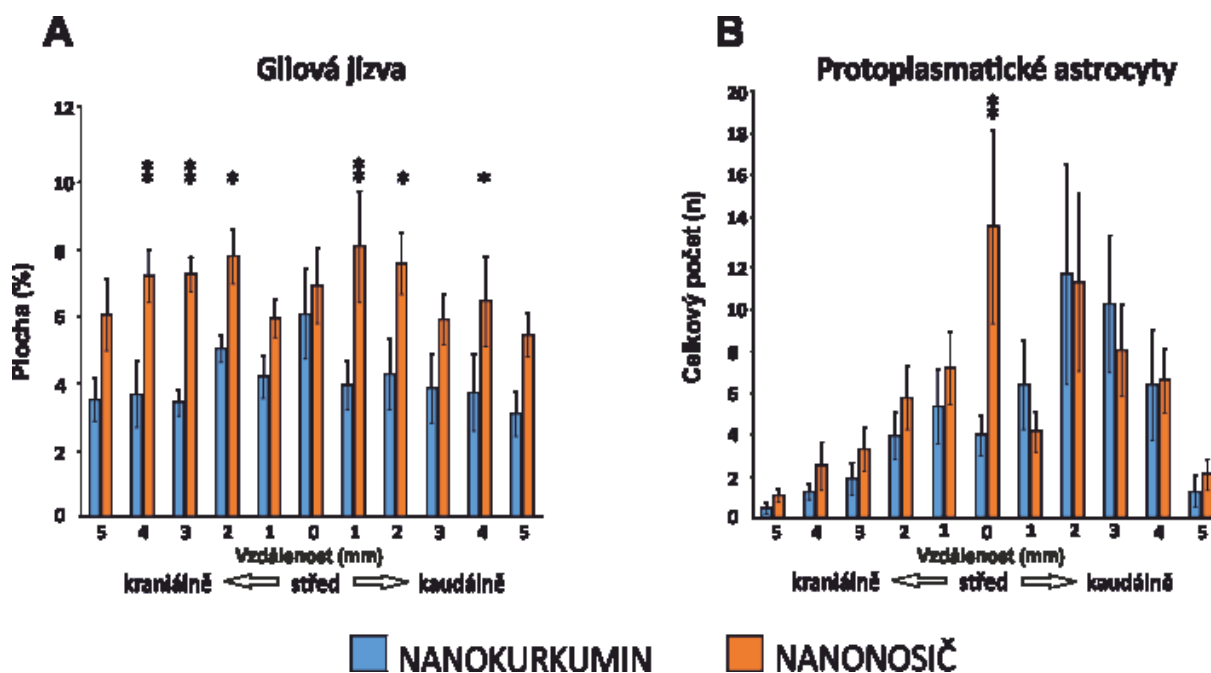 A
Gliová jizva
Plocha (%)
12
10
8
6
4
2
0
** ** * ** * *
5 4 3 2 1 0 1 2 3 4 5
Vzdálenost (mm)
kraniálně střed kaudálně
B
Protoplasmatické astrocyty
Celkový počet (n)
20
18
16
14
12
10
8
6
4
2
0
**
5 4 3 2 1 0 1 2 3 4 5
Vzdálenost (mm)
kraniálně střed kaudálně
NANOKURKUMIN NANONOSIČ